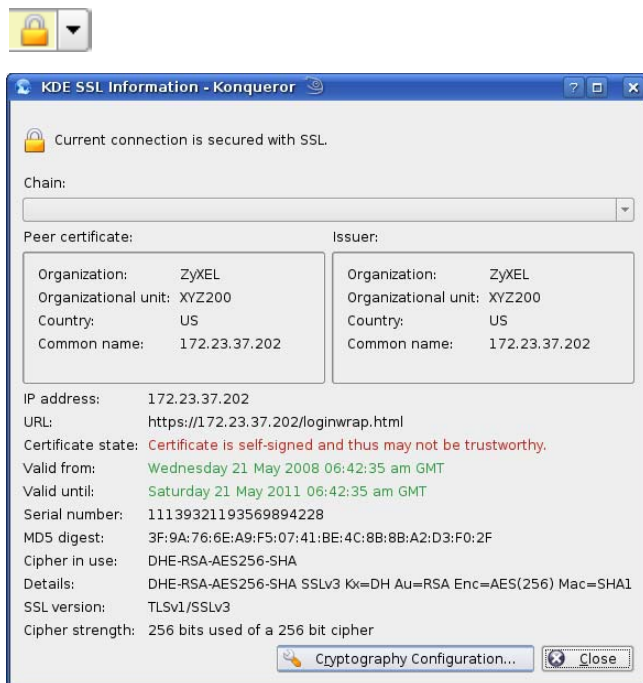 KDE SSL Information - Konqueror
Current connection is secured with SSL.
Chain:
Peer certificate:
Organization: ZyXEL
Organizational unit: XYZ200
Country: US
Common name: 172.23.37.202
Issuer:
Organization: ZyXEL
Organizational unit: XYZ200
Country: US
Common name: 172.23.37.202
IP address: 172.23.37.202
URL: https://172.23.37.202/loginwrap.html
Certificate state: Certificate is self-signed and thus may not be trustworthy.
Valid from: Wednesday 21 May 2008 06:42:35 am GMT
Valid until: Saturday 21 May 2011 06:42:35 am GMT
Serial number: 11139321193569894228
MD5 digest: 3F:9A:76:6E:A9:F5:07:41:BE:4C:8B:8B:A2:D3:F0:2F
Cipher in use: DHE-RSA-AES256-SHA
Details: DHE-RSA-AES256-SHA SSLv3 Kx=DH Au=RSA Enc=AES(256) Mac=SHA1
SSL version: TLSv1/SSLv3
Cipher strength: 256 bits used of a 256 bit cipher
Cryptography Configuration...
Close